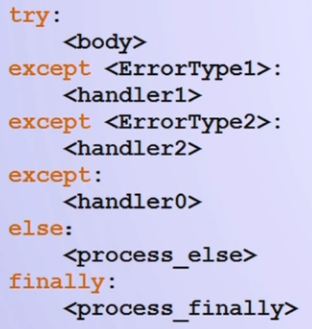 try:
    <body>
except <ErrorType1>:
    <handler1>
except <ErrorType2>:
    <handler2>
except:
    <handler0>
else:
    <process_else>
finally:
    <process_finally>